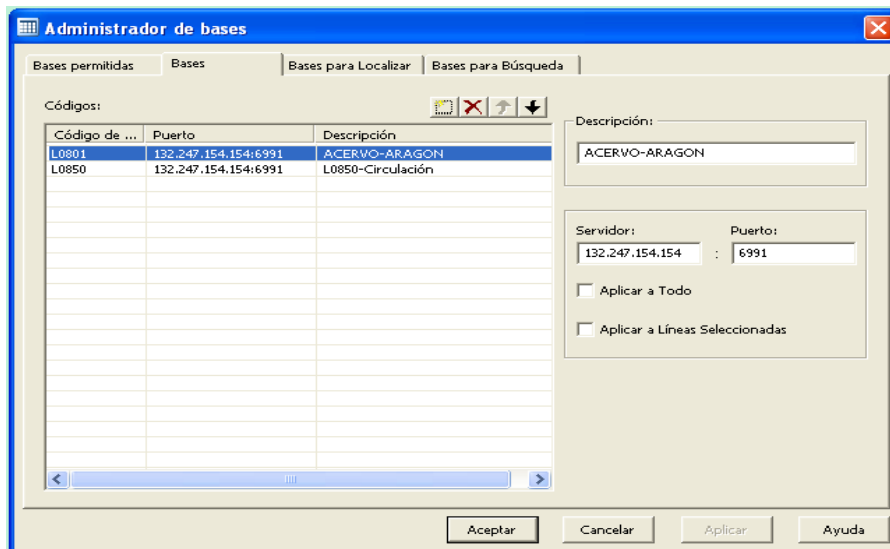 Administrador de bases
Bases permitidas Bases Bases para Localizar Bases para Búsqueda
Códigos:
Código de ... Puerto Descripción
L0801 132.247.154.154:6991 ACERVO-ARAGON
L0850 132.247.154.154:6991 L0850-Circulación
Descripción:
ACERVO-ARAGON
Servidor: Puerto:
132.247.154.154 : 6991
Aplicar a Todo
Aplicar a Líneas Seleccionadas
Aceptar Cancelar Aplicar Ayuda